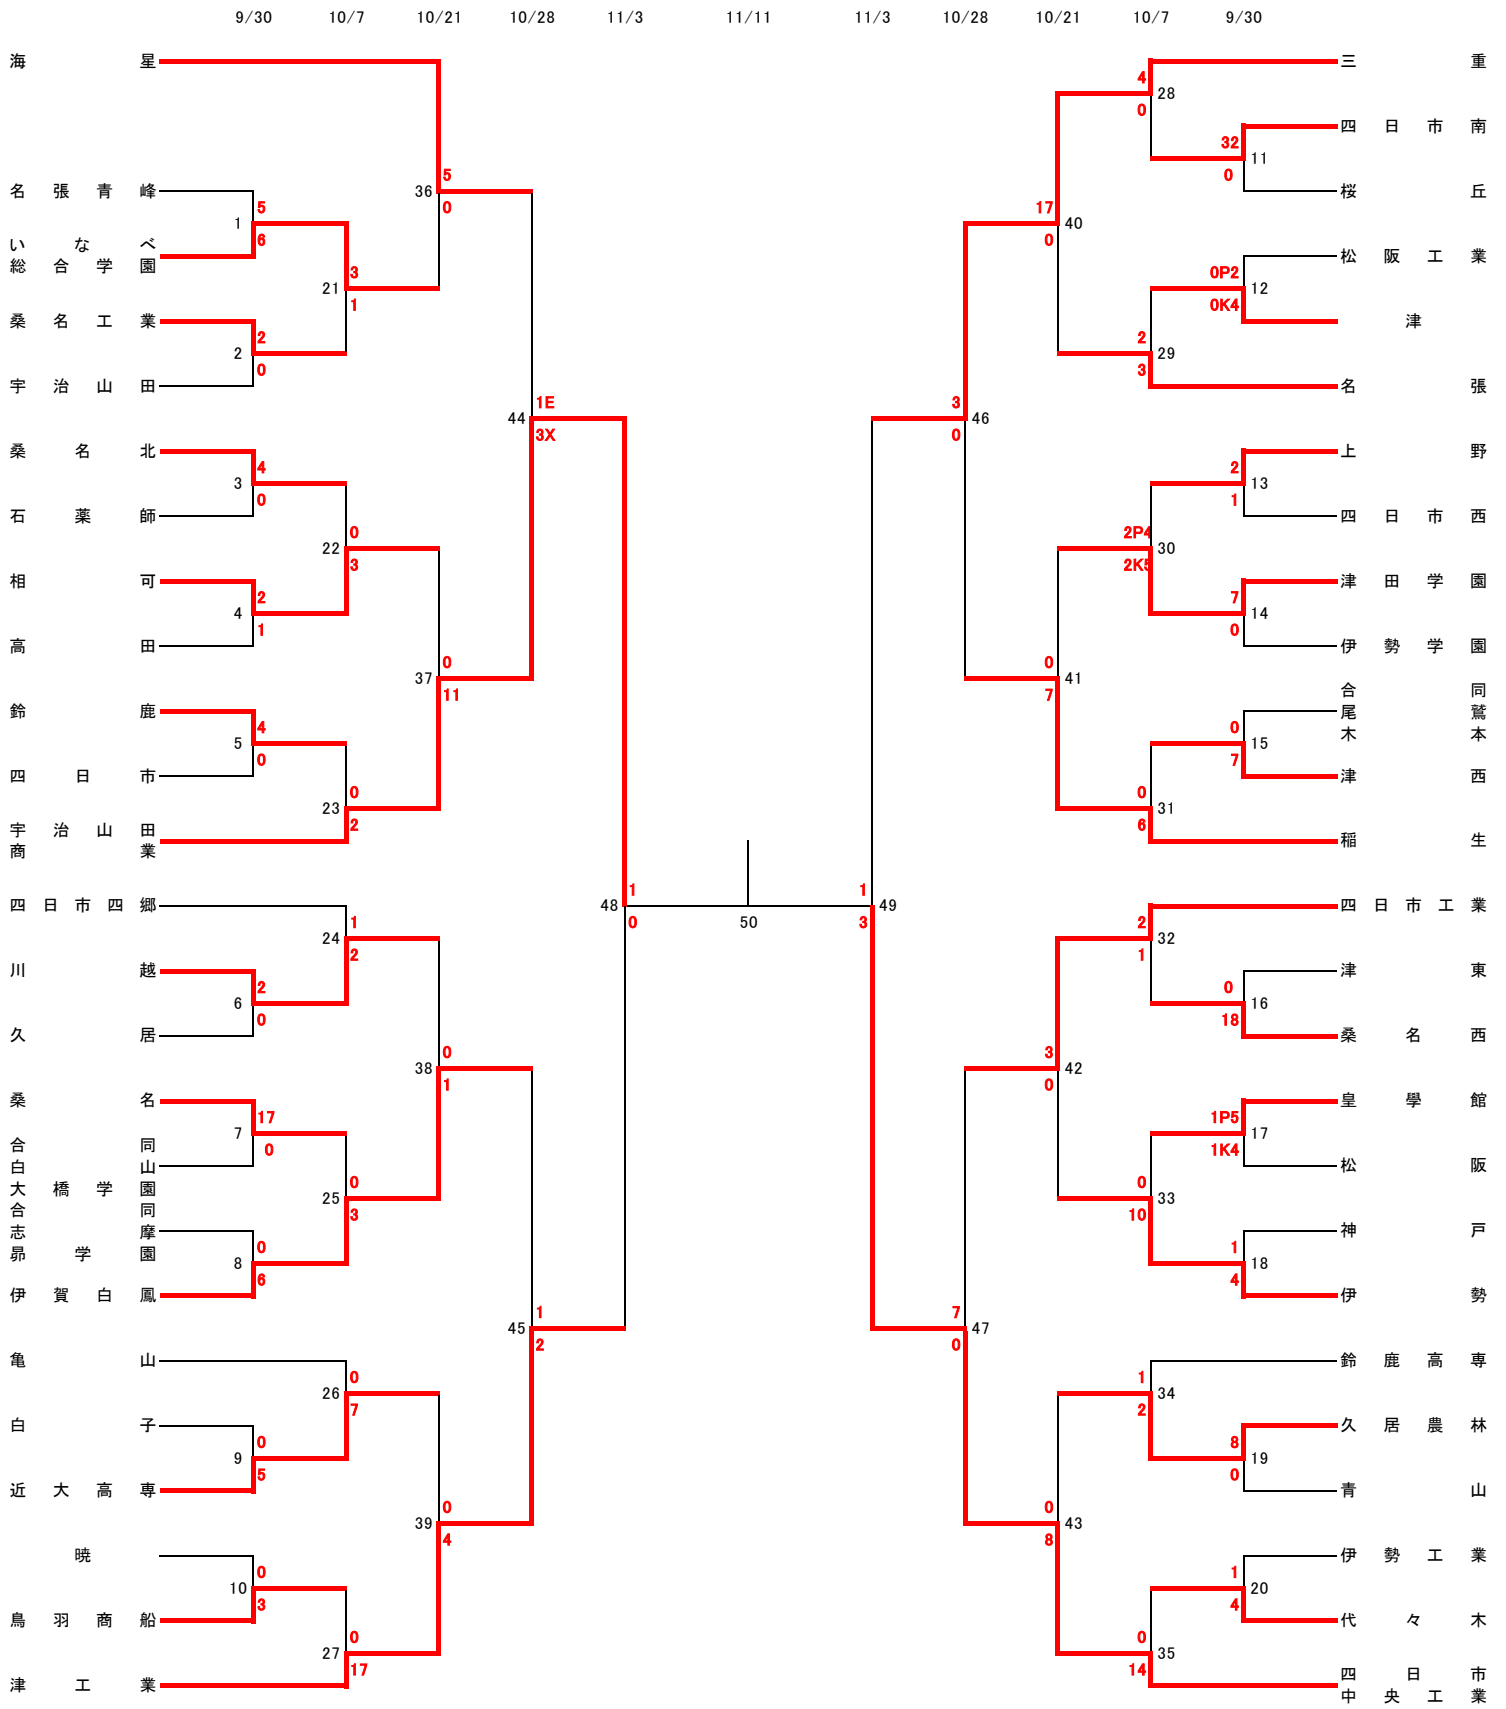 9/30 10/7 10/21 10/28 11/3 11/11 11/3 10/28 10/21 10/7 9/30
海星
名張青峰
いなべ
総合学園
桑名工業
宇治山田
桑名北
石薬師
相可
高田
鈴鹿
四日市
宇治山田
商業
四日市四郷
川越
久居
桑名
合同
白山
大橋学園
合同
志摩
昴学園
伊賀白鳳
亀山
白子
近大高専
暁
鳥羽商船
津工業
1
5
6
2
2
0
3
4
0
4
2
1
5
4
0
6
2
0
7
17
0
8
0
6
9
0
5
10
0
3
21
3
1
22
0
3
23
0
2
24
1
2
25
0
3
26
0
7
27
0
17
36
5
0
37
0
11
38
0
1
39
0
4
44
1E
3X
45
1
2
48
1
0
50
1
3
49
3
0
46
7
0
47
17
0
40
0
7
41
3
0
42
0
8
43
4
0
28
2
3
29
2P4
2K5
30
0
6
31
2
1
32
0
10
33
1
2
34
0
14
35
32
0
11
0P2
0K4
12
2
1
13
7
0
14
0
7
15
0
18
16
1P5
1K4
17
1
4
18
8
0
19
1
4
20
三重
四日市南
桜丘
松阪工業
津
名張
上野
四日市西
津田学園
伊勢学園
合同
尾鷲
木本
津西
稲生
四日市工業
津東
桑名西
皇學館
松阪
神戸
伊勢
鈴鹿高専
久居農林
青山
伊勢工業
代々木
四日市
中央工業